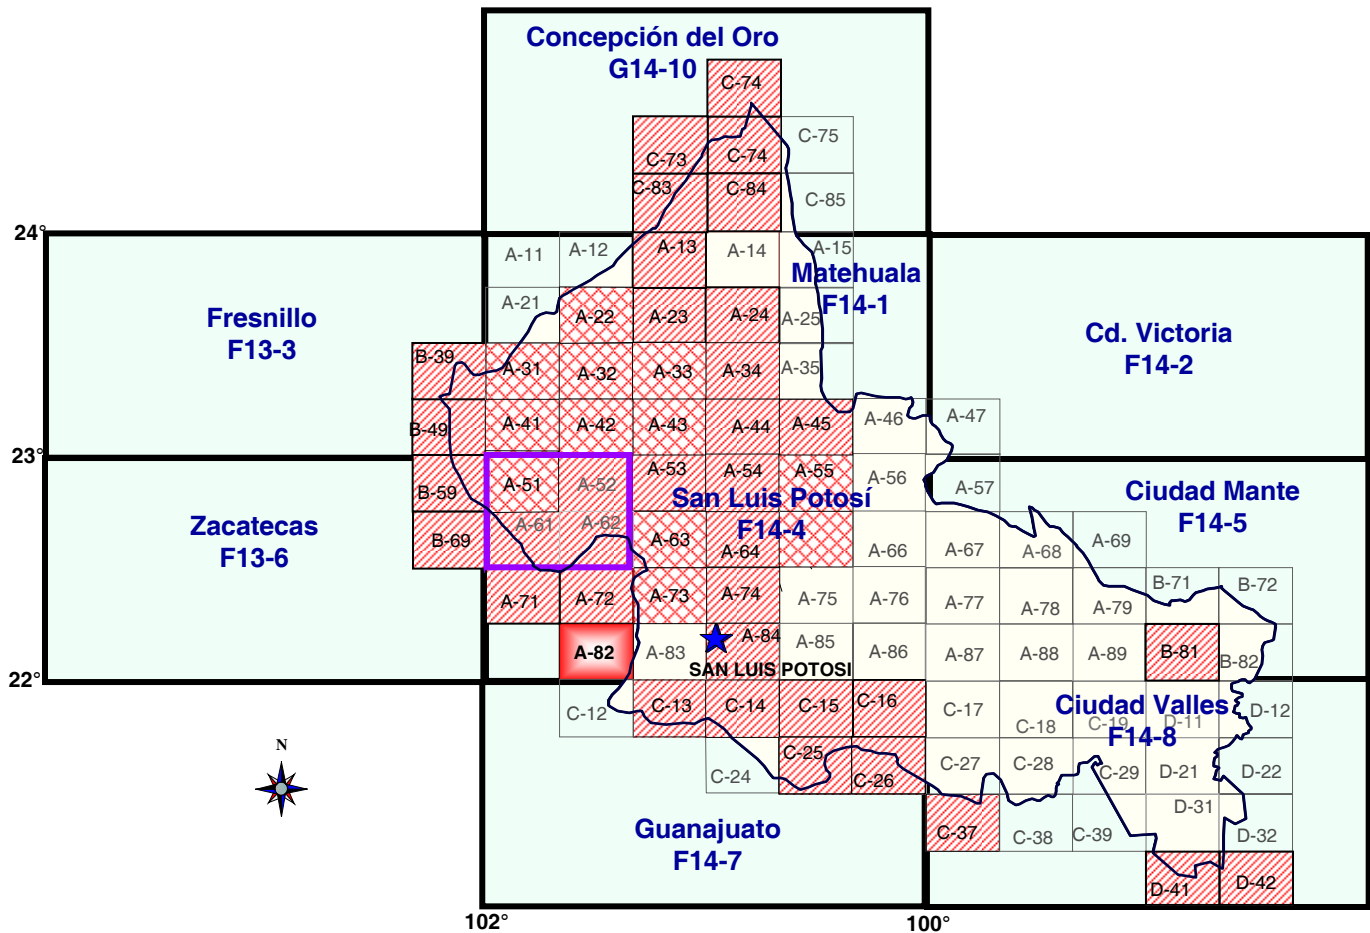 Concepción del Oro
G14-10
C-74
C-73
C-74
C-75
C-83
C-84
C-85
24°
A-11
A-12
A-13
A-14
A-15
Matehuala
F14-1
A-21
A-22
A-23
A-24
A-25
Fresnillo
F13-3
Cd. Victoria
F14-2
B-39
A-31
A-32
A-33
A-34
A-35
B-49
A-41
A-42
A-43
A-44
A-45
A-46
A-47
23°
B-59
A-51
A-52
A-53
A-54
A-55
A-56
A-57
San Luis Potosí
F14-4
Ciudad Mante
F14-5
Zacatecas
F13-6
B-69
A-61
A-62
A-63
A-64
A-66
A-67
A-68
A-69
A-71
A-72
A-73
A-74
A-75
A-76
A-77
A-78
A-79
B-71
B-72
A-82
A-83
A-84
A-85
A-86
A-87
A-88
A-89
B-81
B-82
SAN LUIS POTOSI
22°
C-12
C-13
C-14
C-15
C-16
C-17
C-18
C-19
D-11
D-12
Ciudad Valles
F14-8
C-24
C-25
C-26
C-27
C-28
C-29
D-21
D-22
N
Guanajuato
F14-7
C-37
C-38
C-39
D-31
D-32
D-41
D-42
102°
100°